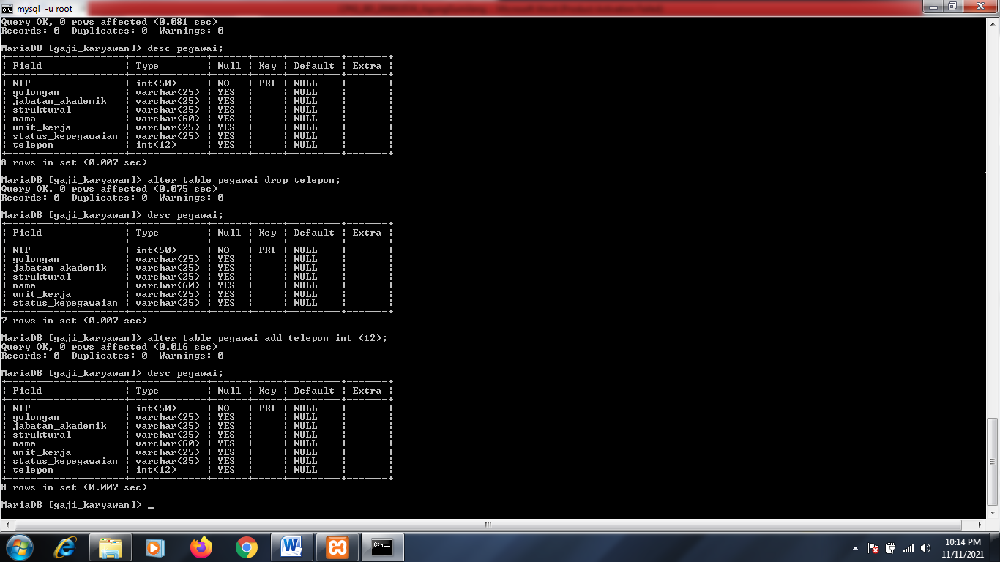 mysql  -u root
Query OK, 0 rows affected (0.081 sec)
Records: 0  Duplicates: 0  Warnings: 0
MariaDB [gaji_karyawan]> desc pegawai;
+--------------------+-------------+------+-----+---------+-------+
| Field              | Type        | Null | Key | Default | Extra |
+--------------------+-------------+------+-----+---------+-------+
| NIP                | int(50)     | NO   | PRI | NULL    |       |
| golongan           | varchar(25) | YES  |     | NULL    |       |
| jabatan_akademik   | varchar(25) | YES  |     | NULL    |       |
| struktural         | varchar(25) | YES  |     | NULL    |       |
| nama               | varchar(60) | YES  |     | NULL    |       |
| unit_kerja         | varchar(25) | YES  |     | NULL    |       |
| status_kepegawaian | varchar(25) | YES  |     | NULL    |       |
| telepon            | int(12)     | YES  |     | NULL    |       |
+--------------------+-------------+------+-----+---------+-------+
8 rows in set (0.007 sec)
MariaDB [gaji_karyawan]> alter table pegawai drop telepon;
Query OK, 0 rows affected (0.075 sec)
Records: 0  Duplicates: 0  Warnings: 0
MariaDB [gaji_karyawan]> desc pegawai;
+--------------------+-------------+------+-----+---------+-------+
| Field              | Type        | Null | Key | Default | Extra |
+--------------------+-------------+------+-----+---------+-------+
| NIP                | int(50)     | NO   | PRI | NULL    |       |
| golongan           | varchar(25) | YES  |     | NULL    |       |
| jabatan_akademik   | varchar(25) | YES  |     | NULL    |       |
| struktural         | varchar(25) | YES  |     | NULL    |       |
| nama               | varchar(60) | YES  |     | NULL    |       |
| unit_kerja         | varchar(25) | YES  |     | NULL    |       |
| status_kepegawaian | varchar(25) | YES  |     | NULL    |       |
+--------------------+-------------+------+-----+---------+-------+
7 rows in set (0.007 sec)
MariaDB [gaji_karyawan]> alter table pegawai add telepon int (12);
Query OK, 0 rows affected (0.016 sec)
Records: 0  Duplicates: 0  Warnings: 0
MariaDB [gaji_karyawan]> desc pegawai;
+--------------------+-------------+------+-----+---------+-------+
| Field              | Type        | Null | Key | Default | Extra |
+--------------------+-------------+------+-----+---------+-------+
| NIP                | int(50)     | NO   | PRI | NULL    |       |
| golongan           | varchar(25) | YES  |     | NULL    |       |
| jabatan_akademik   | varchar(25) | YES  |     | NULL    |       |
| struktural         | varchar(25) | YES  |     | NULL    |       |
| nama               | varchar(60) | YES  |     | NULL    |       |
| unit_kerja         | varchar(25) | YES  |     | NULL    |       |
| status_kepegawaian | varchar(25) | YES  |     | NULL    |       |
| telepon            | int(12)     | YES  |     | NULL    |       |
+--------------------+-------------+------+-----+---------+-------+
8 rows in set (0.007 sec)
MariaDB [gaji_karyawan]> _
10:14 PM
11/11/2021